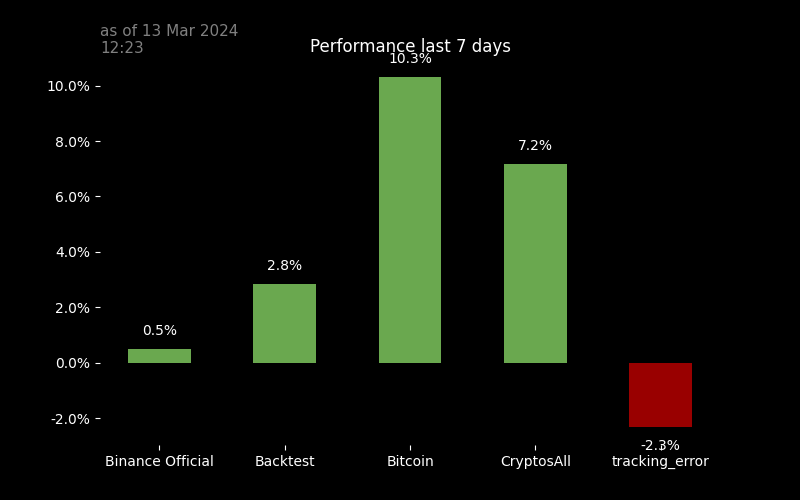 as of 13 Mar 2024
12:23
Performance last 7 days
10.3%
10.0%
8.0%
7.2%
6.0%
4.0%
2.8%
2.0%
0.5%
0.0%
-2.0%
-2.3%
Binance Official
Backtest
Bitcoin
CryptosAll
tracking_error